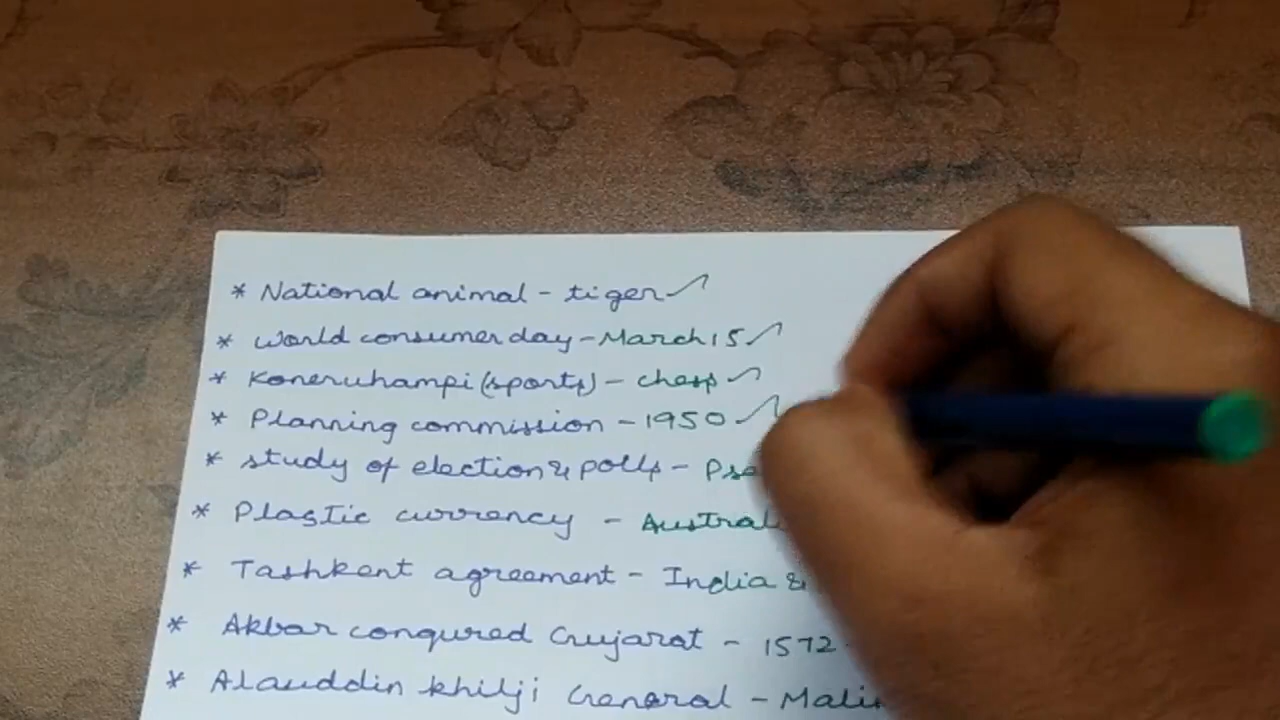 * National animal - tiger
* World consumer day - March 15
* Koneruhampi (sports) - chess
* Planning commission - 1950
* study of election & polls - Pse
* Plastic currency - Austral
* Tashkent agreement - India &
* Akbar conqured Gujarat - 1572
* Alauddin khilji General - Mali